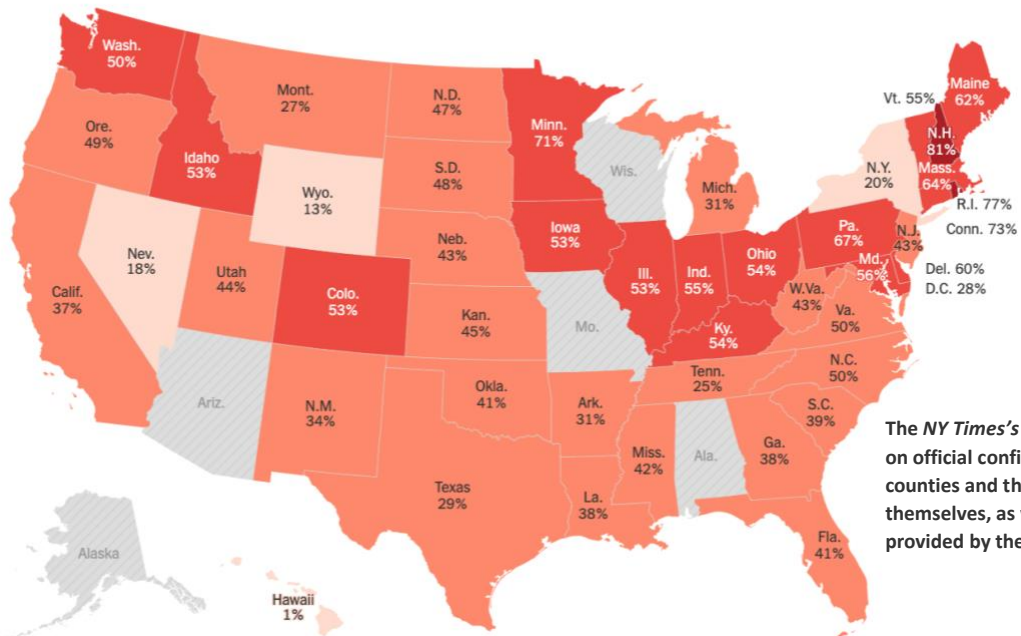 Wash.
50%
Mont.
27%
N.D.
47%
Minn.
71%
Vt. 55%
Maine
62%
Ore.
49%
Idaho
53%
Wyo.
13%
S.D.
48%
Wis.
Mich.
31%
N.Y.
20%
N.H.
81%
Mass.
64%
R.I. 77%
Conn. 73%
Nev.
18%
Utah
44%
Colo.
53%
Neb.
43%
Iowa
53%
Ill.
53%
Ind.
55%
Ohio
54%
Pa.
67%
N.J.
43%
Md.
56%
Del. 60%
D.C. 28%
Calif.
37%
Kan.
45%
Mo.
Ky.
54%
W.Va.
43%
Va.
50%
Ariz.
N.M.
34%
Okla.
41%
Ark.
31%
Tenn.
25%
N.C.
50%
S.C.
39%
Texas
29%
La.
38%
Miss.
42%
Ala.
Ga.
38%
Fla.
41%
Alaska
Hawaii
1%
The NY Times's
on official confi
counties and th
themselves, as
provided by the